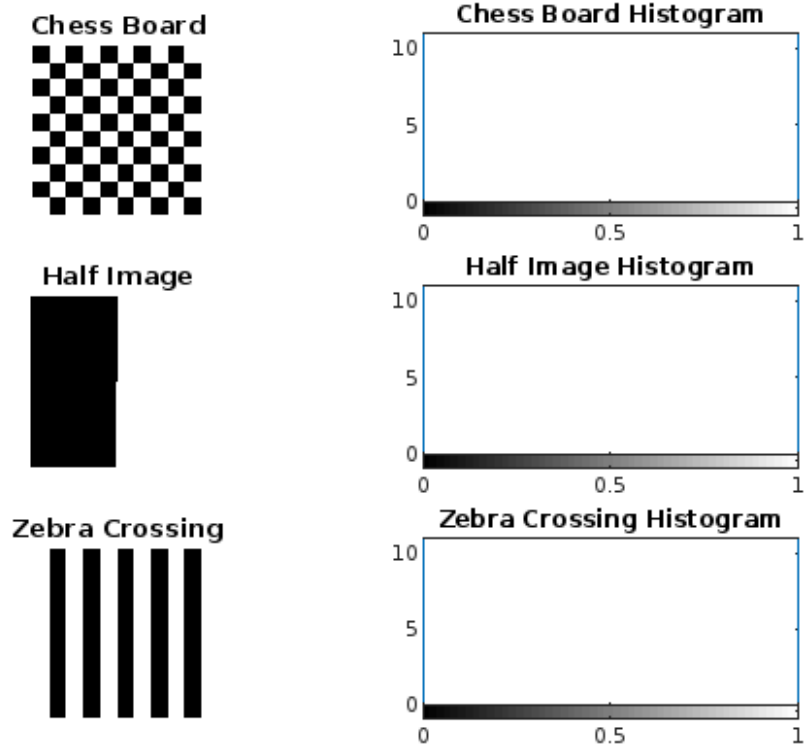 Chess Board
Chess Board Histogram
10
5
0
0 0.5 1
Half Image
Half Image Histogram
10
5
0
0 0.5 1
Zebra Crossing
Zebra Crossing Histogram
10
5
0
0 0.5 1